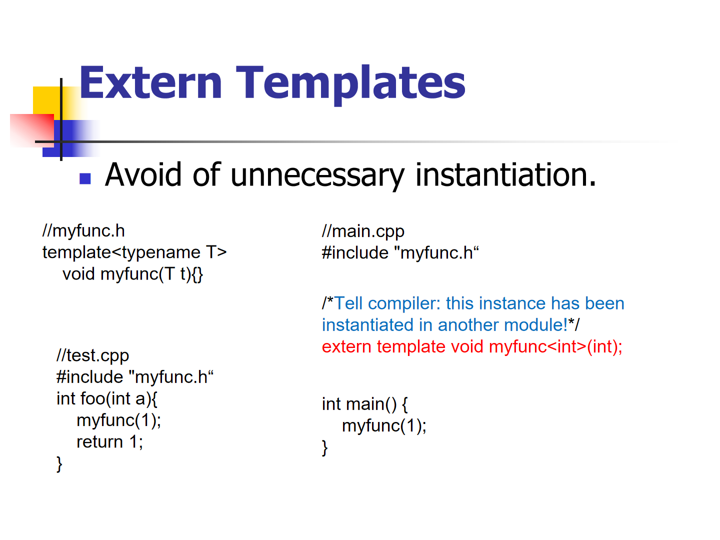 Extern Templates
Avoid of unnecessary instantiation.
//myfunc.h
template<typename T>
void myfunc(T t){}
//test.cpp
#include "myfunc.h“
int foo(int a){
myfunc(1);
return 1;
}
//main.cpp
#include "myfunc.h“
/*Tell compiler: this instance has been
instantiated in another module!*/
extern template void myfunc<int>(int);
int main() {
myfunc(1);
}